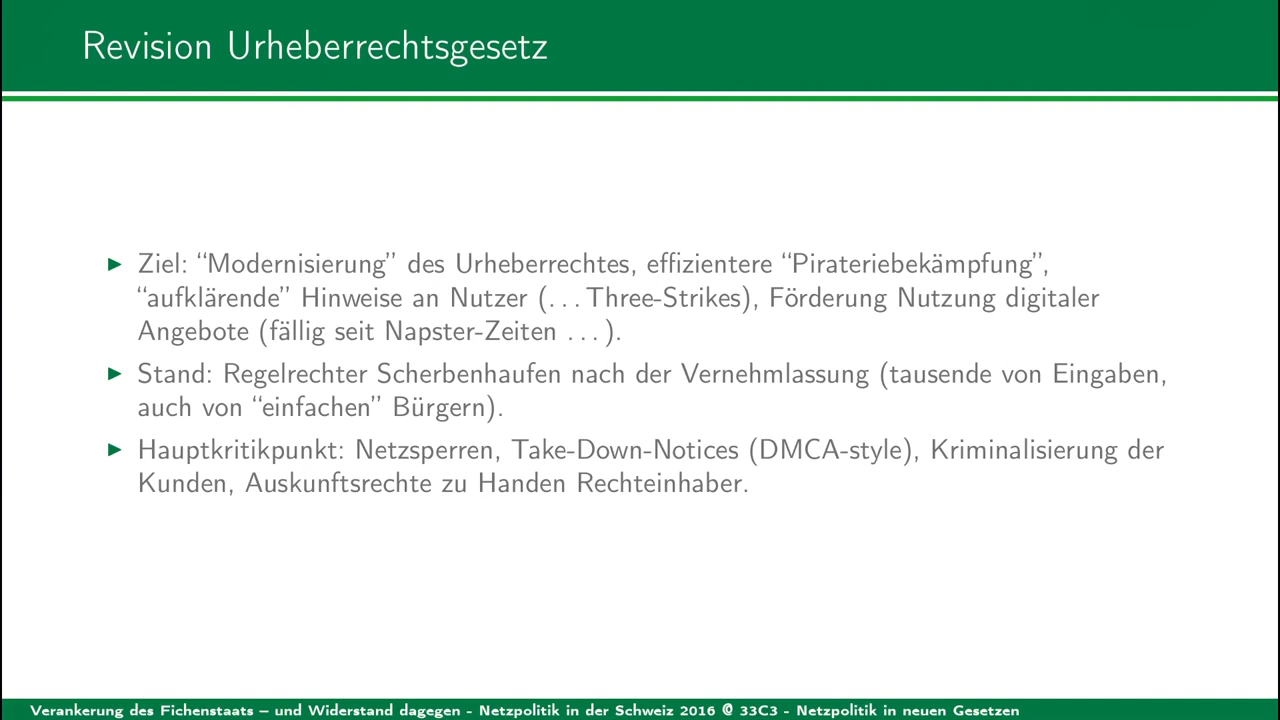 Revision Urheberrechtsgesetz
▶ Ziel: “Modernisierung” des Urheberrechtes, effizientere “Pirateriebekämpfung”,
“aufklärende” Hinweise an Nutzer (...Three-Strikes), Förderung Nutzung digitaler
Angebote (fällig seit Napster-Zeiten ...).
▶ Stand: Regelrechter Scherbenhaufen nach der Vernehmlassung (tausende von Eingaben,
auch von “einfachen” Bürgern).
▶ Hauptkritikpunkt: Netzsperren, Take-Down-Notices (DMCA-style), Kriminalisierung der
Kunden, Auskunftsrechte zu Handen Rechteinhaber.
Verankerung des Fichenstaats – und Widerstand dagegen - Netzpolitik in der Schweiz 2016 @ 33C3 - Netzpolitik in neuen Gesetzen